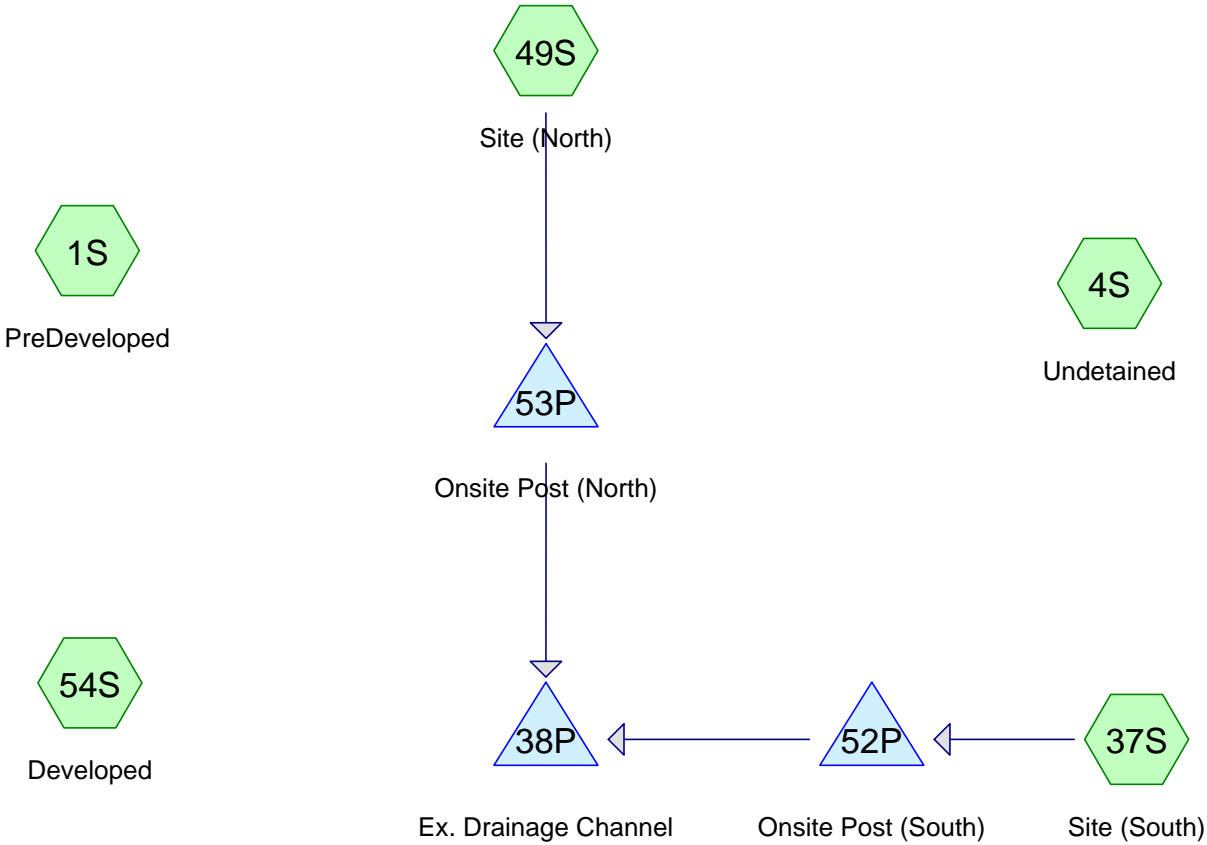 49S
Site (North)
1S
PreDeveloped
4S
Undetained
53P
Onsite Post (North)
54S
Developed
38P
Ex. Drainage Channel
52P
Onsite Post (South)
37S
Site (South)